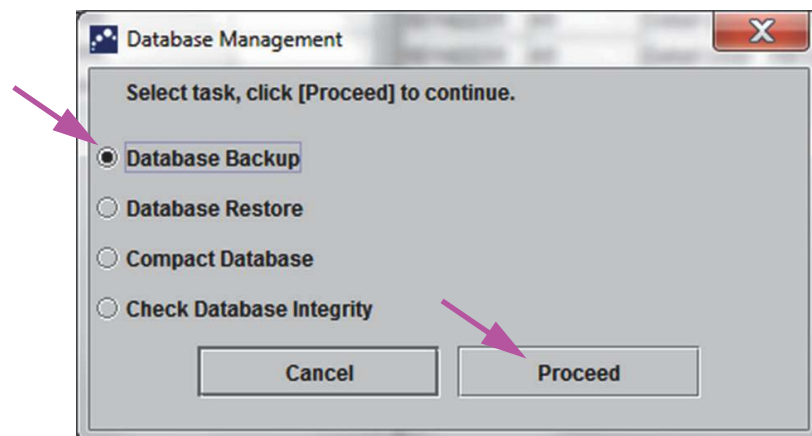 Database Management
Select task, click [Proceed] to continue.
Database Backup
Database Restore
Compact Database
Check Database Integrity
Cancel
Proceed